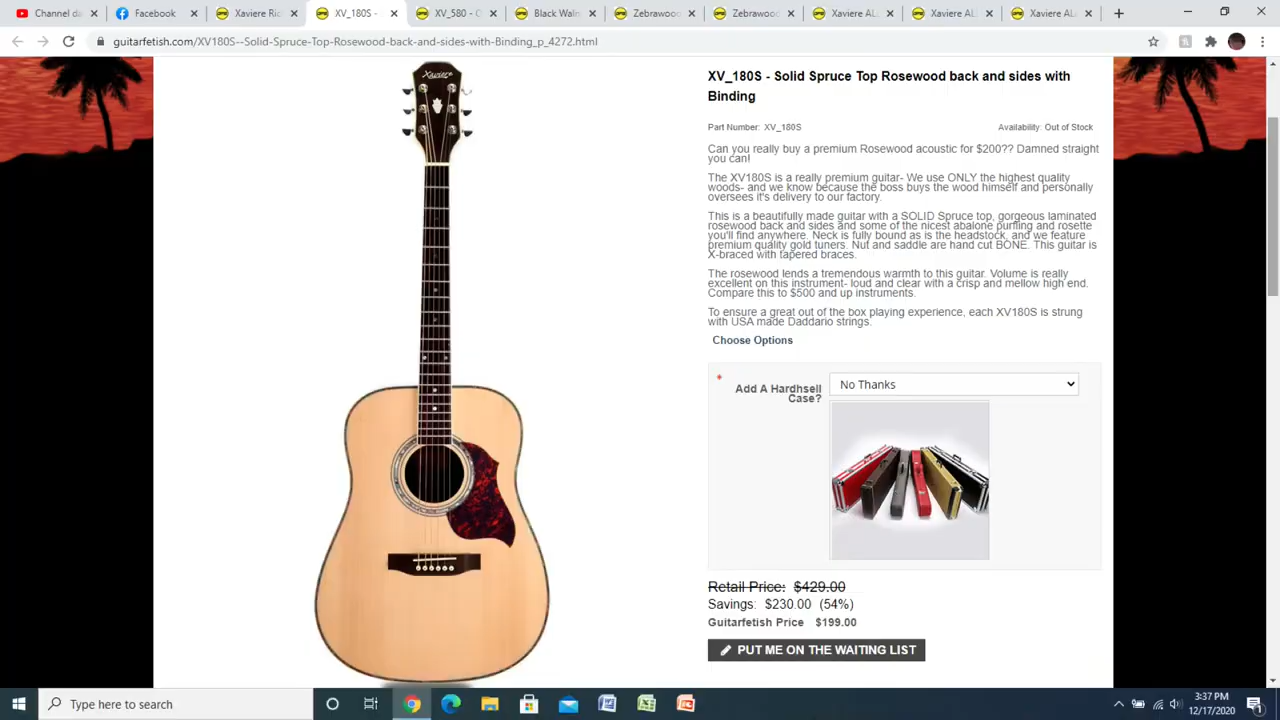 Channel da
Facebook
Xaviere Ric
XV_180S -
XV_580 - C
Black Waln
Zebrawooc
Zebrawooc
Xaviere AL
Xaviere AL
Xaviere AL
guitarfetish.com/XV180S--Solid-Spruce-Top-Rosewood-back-and-sides-with-Binding_p_4272.html
Xaviere
XV_180S - Solid Spruce Top Rosewood back and sides with
Binding
Part Number: XV_180S
Availability: Out of Stock
Can you really buy a premium Rosewood acoustic for $200?? Damned straight
you can!
The XV180S is a really premium guitar- We use ONLY the highest quality
woods- and we know because the boss buys the wood himself and personally
oversees it's delivery to our factory.
This is a beautifully made guitar with a SOLID Spruce top, gorgeous laminated
rosewood back and sides and some of the nicest abalone purfling and rosette
you'll find anywhere. Neck is fully bound as is the headstock, and we feature
premium quality gold tuners. Nut and saddle are hand cut BONE. This guitar is
X-braced with tapered braces.
The rosewood lends a tremendous warmth to this guitar. Volume is really
excellent on this instrument- loud and clear with a crisp and mellow high end.
Compare this to $500 and up instruments.
To ensure a great out of the box playing experience, each XV180S is strung
with USA made Daddario strings.
Choose Options
* Add A Hardhsell
Case?
No Thanks
Retail Price: $429.00
Savings: $230.00 (54%)
Guitarfetish Price $199.00
PUT ME ON THE WAITING LIST
Type here to search
3:37 PM
12/17/2020